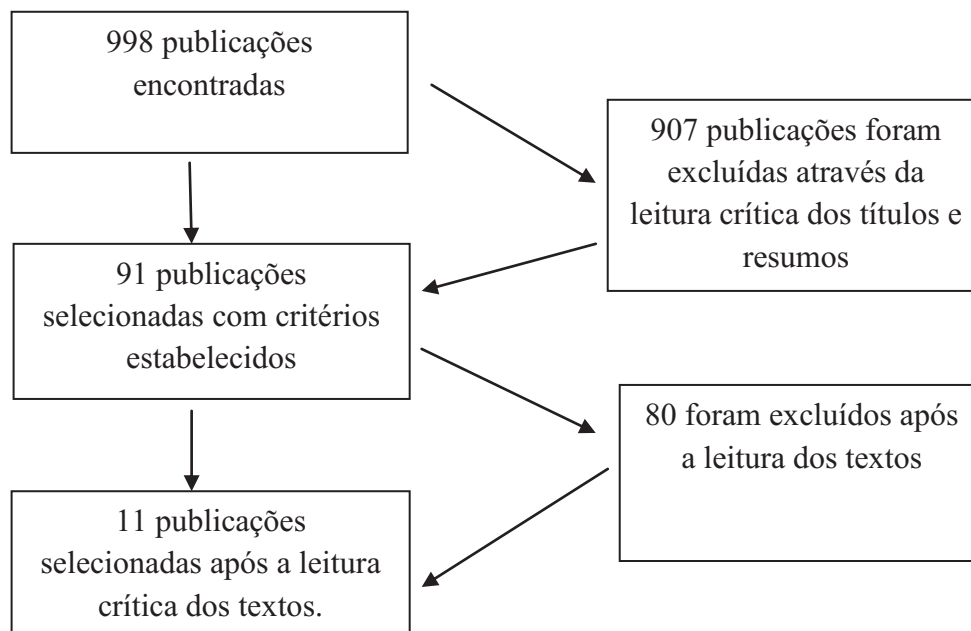 998 publicações
encontradas
907 publicações foram
excluídas através da
leitura crítica dos títulos e
resumos
91 publicações
selecionadas com critérios
estabelecidos
80 foram excluídos após
a leitura dos textos
11 publicações
selecionadas após a leitura
crítica dos textos.